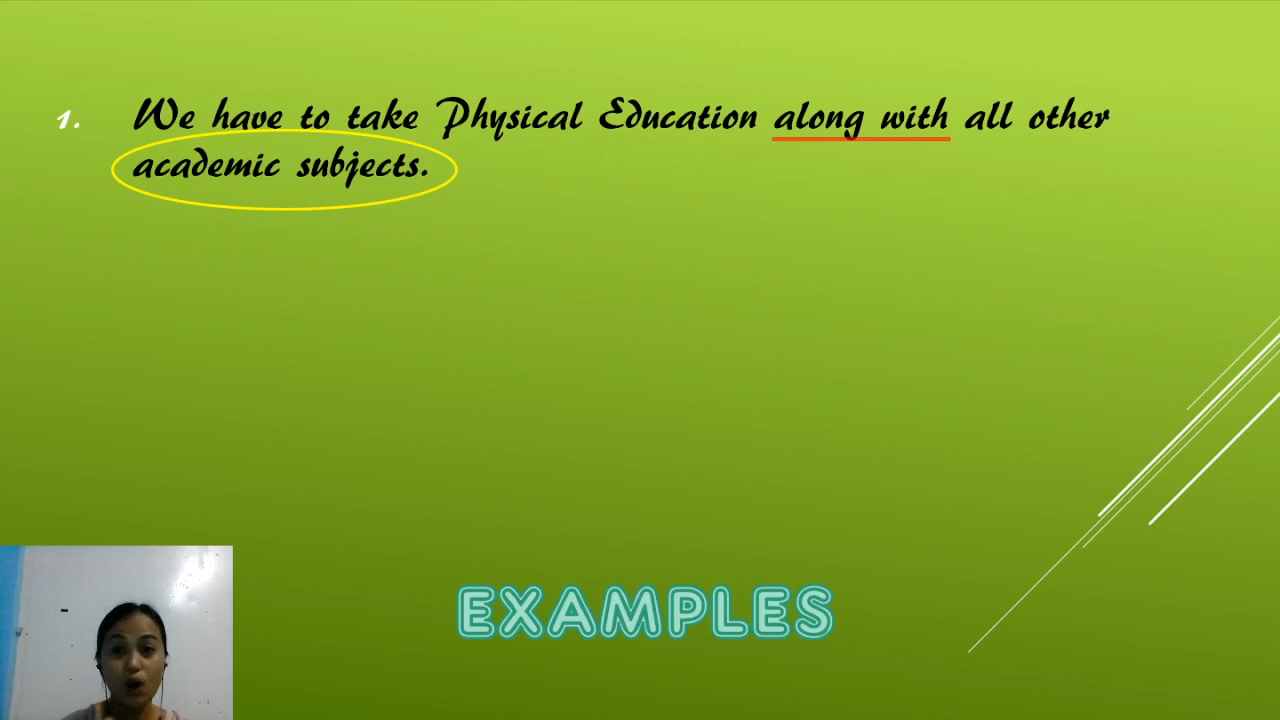 1. We have to take Physical Education along with all other
academic subjects.
EXAMPLES